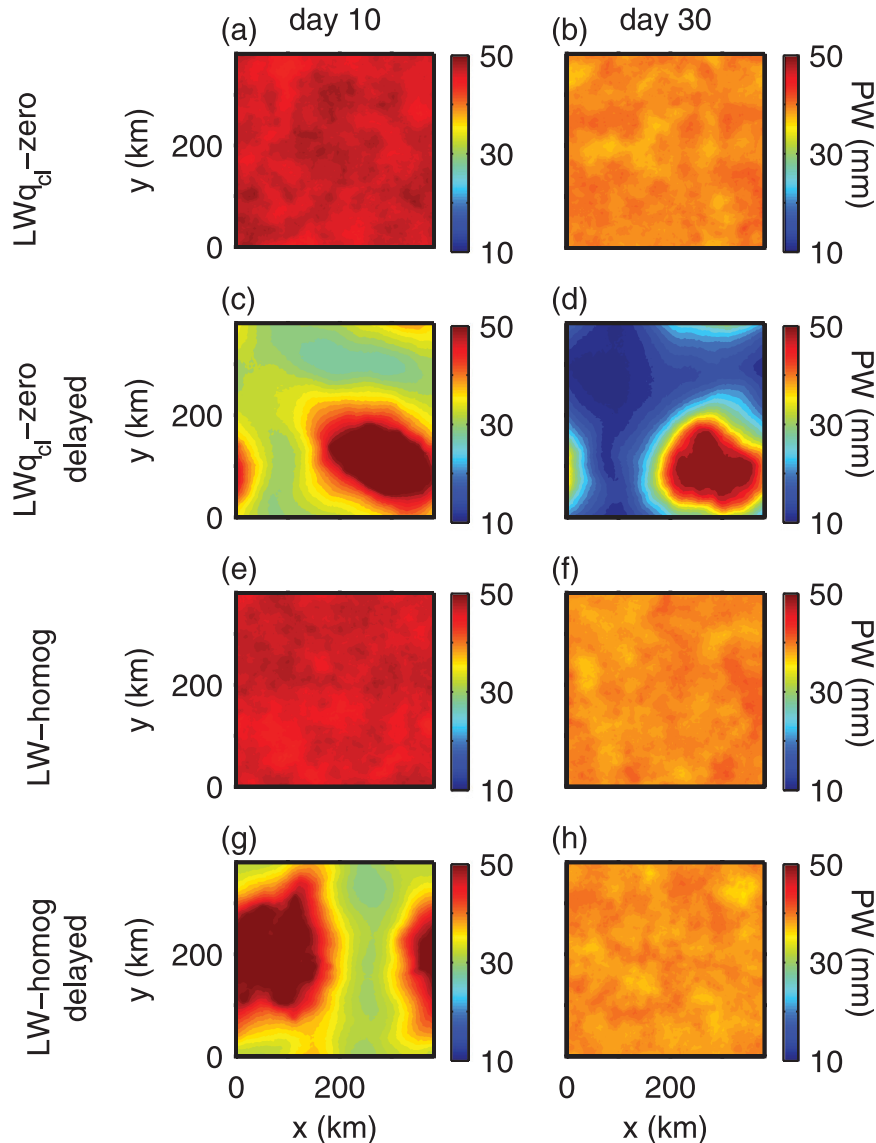 (a) day 10 (b) day 30
LWq_cl−zero
y (km)
200
0
50
30
10
50
30
10
PW (mm)
(c) (d)
LWq_cl−zero
delayed
y (km)
200
0
50
30
10
50
30
10
PW (mm)
(e) (f)
LW−homog
y (km)
200
0
50
30
10
50
30
10
PW (mm)
(g) (h)
LW−homog
delayed
y (km)
200
0
50
30
10
50
30
10
PW (mm)
0 200 0 200
x (km) x (km)